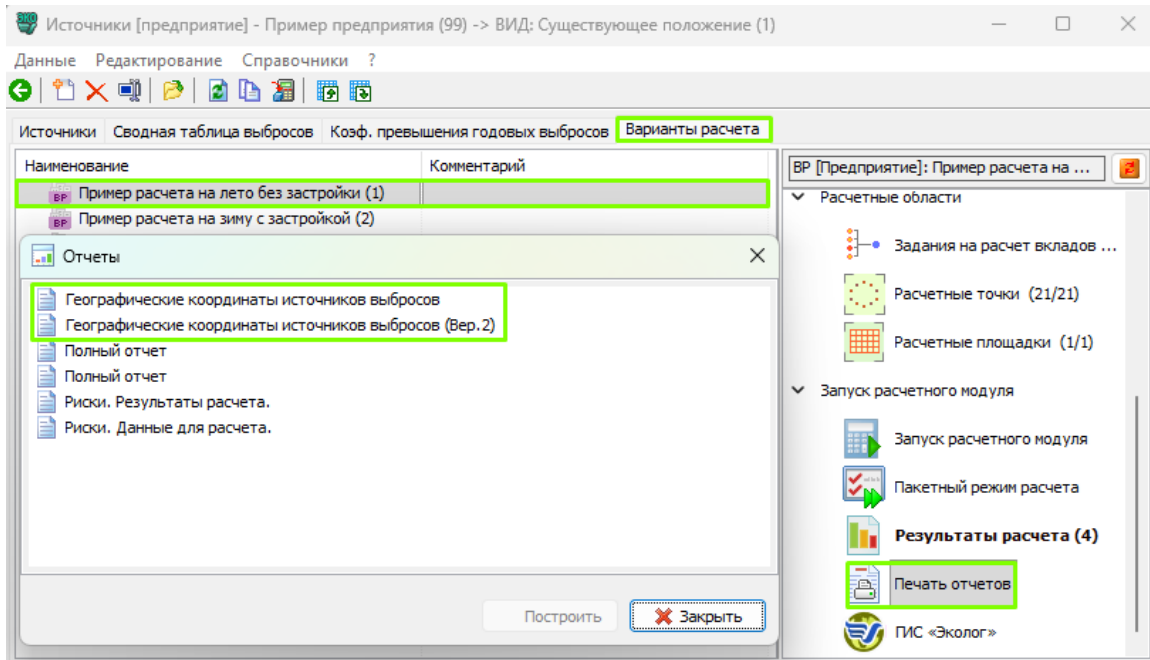 ЭКО Источники [предприятие] - Пример предприятия (99) -> ВИД: Существующее положение (1)
Данные Редактирование Справочники ?
Источники Сводная таблица выбросов Коэф. превышения годовых выбросов Варианты расчета
Наименование Комментарий
ВР Пример расчета на лето без застройки (1)
ВР Пример расчета на зиму с застройкой (2)
Отчеты
Географические координаты источников выбросов
Географические координаты источников выбросов (Вер.2)
Полный отчет
Полный отчет
Риски. Результаты расчета.
Риски. Данные для расчета.
Построить Закрыть
ВР [Предприятие]: Пример расчета на ...
Расчетные области
Задания на расчет вкладов ...
Расчетные точки (21/21)
Расчетные площадки (1/1)
Запуск расчетного модуля
Запуск расчетного модуля
Пакетный режим расчета
Результаты расчета (4)
Печать отчетов
ГИС «Эколог»